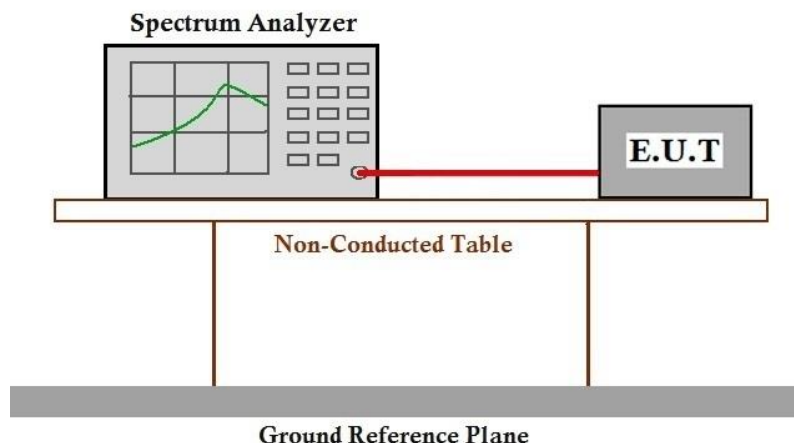 Spectrum Analyzer
E.U.T
Non-Conducted Table
Ground Reference Plane